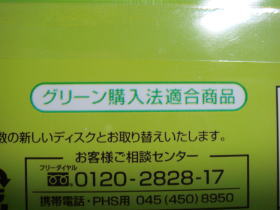 グリーン購入法適合商品
数の新しいディスクとお取り替えいたします。
お客様ご相談センター
フリーダイヤル
0120-2828-17
携帯電話・PHS用 045(450)8950